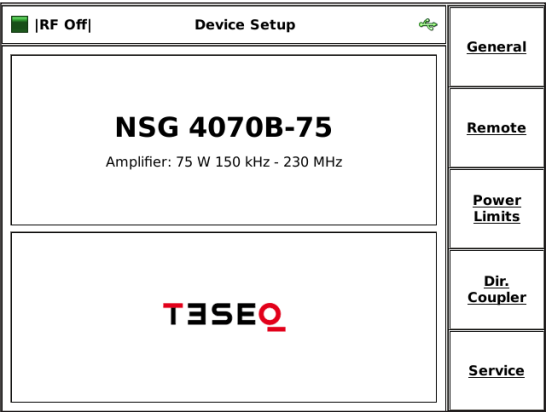 |RF Off|
Device Setup
General
NSG 4070B-75
Amplifier: 75 W 150 kHz - 230 MHz
Remote
Power
Limits
Dir.
Coupler
TESEQ
Service